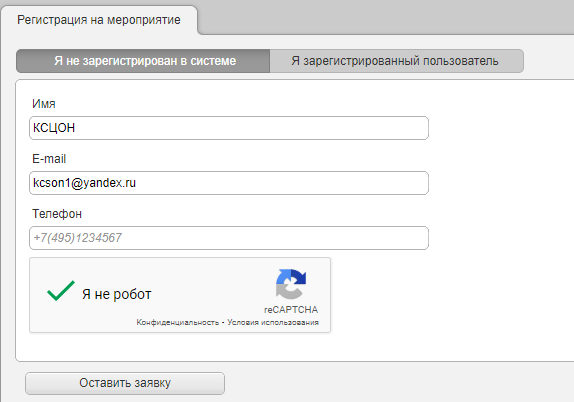 Регистрация на мероприятие
Я не зарегистрирован в системе
Я зарегистрированный пользователь
Имя
КСЦОН
E-mail
kcson1@yandex.ru
Телефон
+7(495)1234567
Я не робот
reCAPTCHA
Конфиденциальность - Условия использования
Оставить заявку